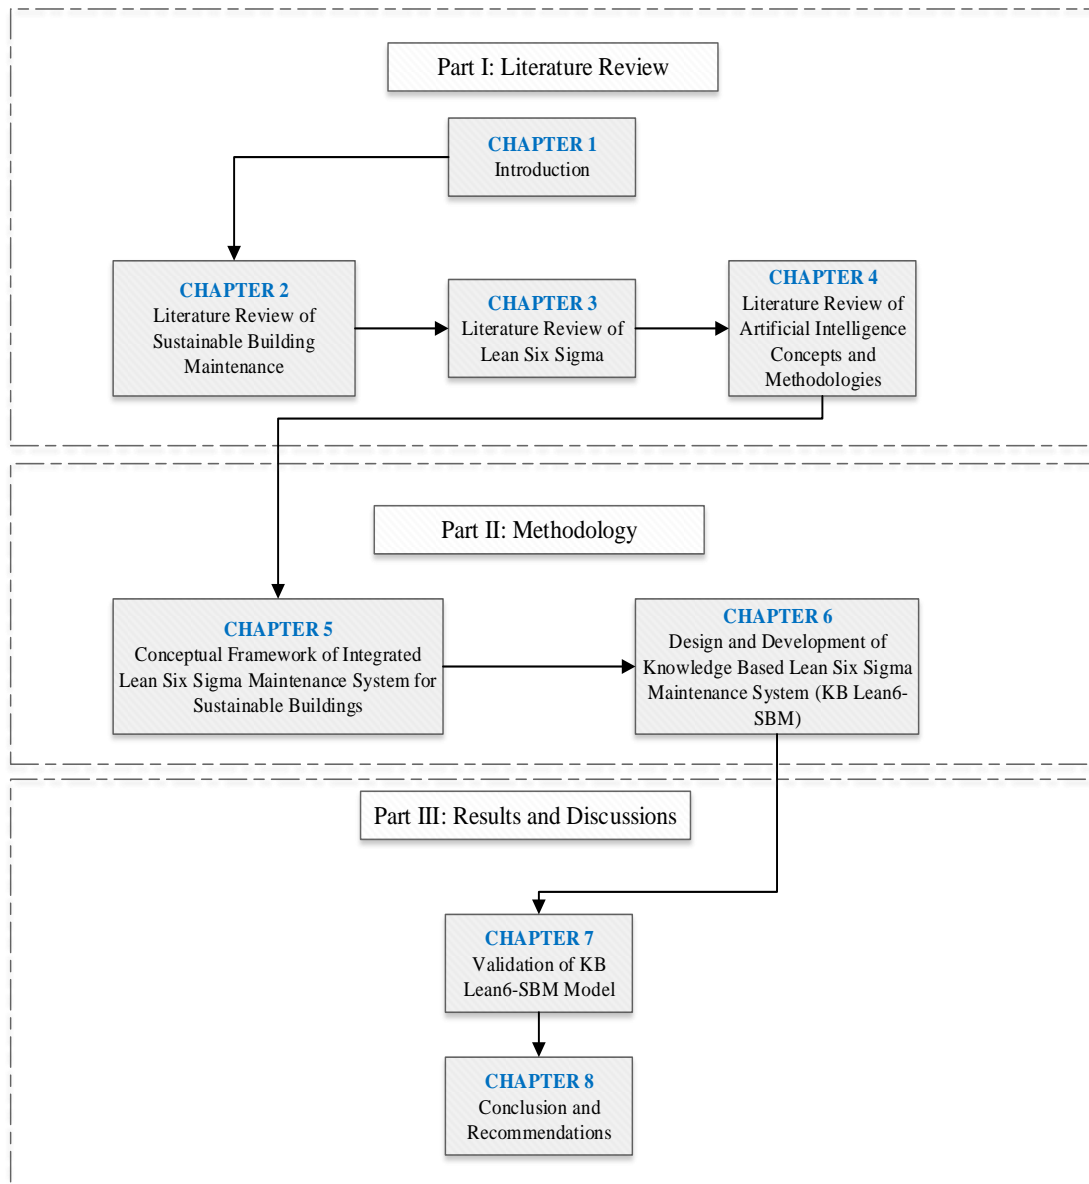 Part I: Literature Review
CHAPTER 1
Introduction
CHAPTER 2
Literature Review of
Sustainable Building
Maintenance
CHAPTER 3
Literature Review of
Lean Six Sigma
CHAPTER 4
Literature Review of
Artificial Intelligence
Concepts and
Methodologies
Part II: Methodology
CHAPTER 5
Conceptual Framework of Integrated
Lean Six Sigma Maintenance System for
Sustainable Buildings
CHAPTER 6
Design and Development of
Knowledge Based Lean Six Sigma
Maintenance System (KB Lean6-
SBM)
Part III: Results and Discussions
CHAPTER 7
Validation of KB
Lean6-SBM Model
CHAPTER 8
Conclusion and
Recommendations